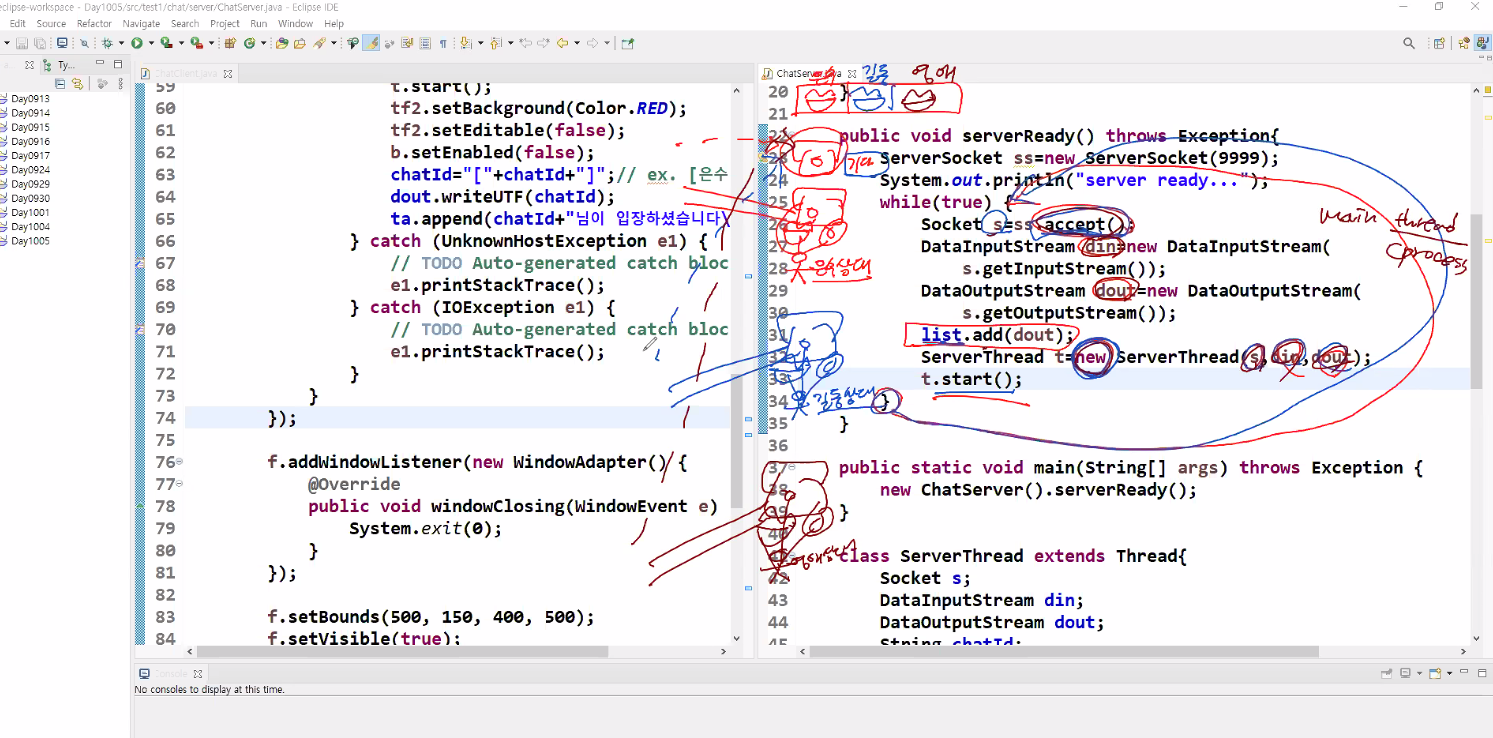 eclipse-workspace - Day1005/src/test1/chat/server/ChatServer.java - Eclipse IDE
Edit Source Refactor Navigate Search Project Run Window Help
Ty...
Day0913
Day0914
Day0915
Day0916
Day0917
Day0924
Day0929
Day0930
Day1001
Day1004
Day1005
ChatClient.java
59 t.start();
60 tf2.setBackground(Color.RED);
61 tf2.setEditable(false);
62 b.setEnabled(false);
63 chatId="["+chatId+"]";// ex. [은수
64 dout.writeUTF(chatId);
65 ta.append(chatId+"님이 입장하셨습니다\
66 } catch (UnknownHostException e1) {
67 // TODO Auto-generated catch bloc
68 e1.printStackTrace();
69 } catch (IOException e1) {
70 // TODO Auto-generated catch bloc
71 e1.printStackTrace();
72 }
73 }
74 });
75
76 f.addWindowListener(new WindowAdapter() {
77 @Override
78 public void windowClosing(WindowEvent e)
79 System.exit(0);
80 }
81 });
82
83 f.setBounds(500, 150, 400, 500);
84 f.setVisible(true);
ChatServer.java
길동 영애
20 }
21
22 public void serverReady() throws Exception{
23 ServerSocket ss=new ServerSocket(9999);
24 System.out.println("server ready...");
25 while(true) {
26 Socket s=ss.accept();
27 DataInputStream din=new DataInputStream(
28 s.getInputStream());
29 DataOutputStream dout=new DataOutputStream(
30 s.getOutputStream());
31 list.add(dout);
32 ServerThread t=new ServerThread(s,din,dout);
33 t.start();
34 }
35 }
36
37 public static void main(String[] args) throws Exception {
38 new ChatServer().serverReady();
39 }
40
41 class ServerThread extends Thread{
42 Socket s;
43 DataInputStream din;
44 DataOutputStream dout;
45 String chatId;
main thread
(process
은수상대
길동상대
영애상대
Console
No consoles to display at this time.